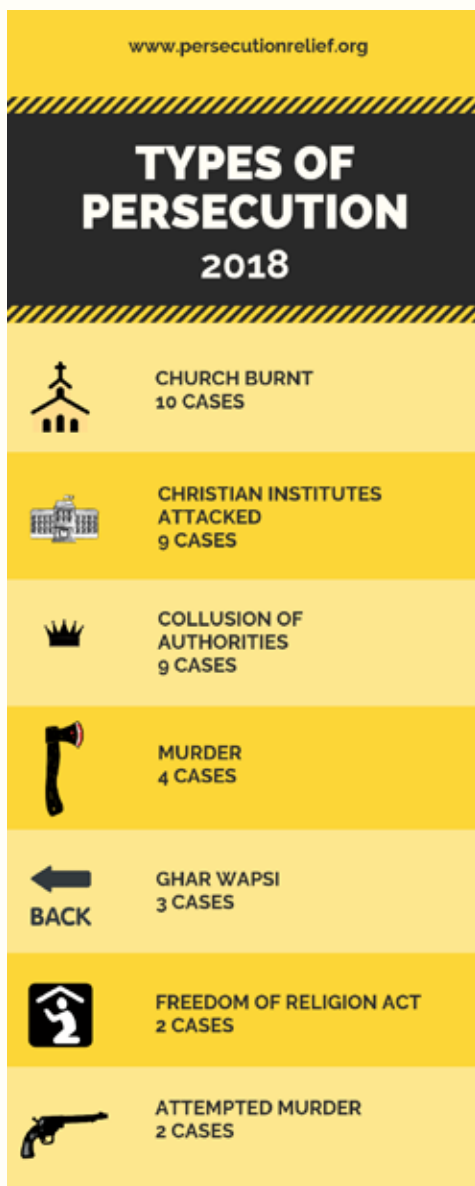 www.persecutionrelief.org
TYPES OF
PERSECUTION
2018
CHURCH BURNT
10 CASES
CHRISTIAN INSTITUTES
ATTACKED
9 CASES
COLLUSION OF
AUTHORITIES
9 CASES
MURDER
4 CASES
BACK
GHAR WAPSI
3 CASES
FREEDOM OF RELIGION ACT
2 CASES
ATTEMPTED MURDER
2 CASES